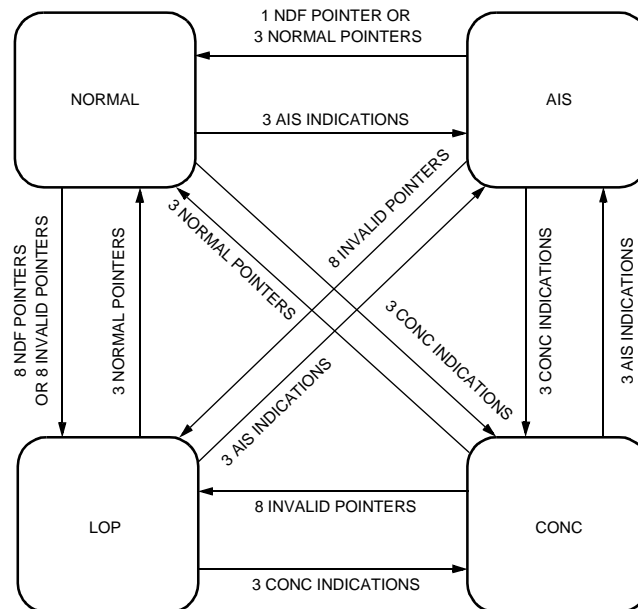 1 NDF POINTER OR
3 NORMAL POINTERS
NORMAL
AIS
3 AIS INDICATIONS
8 INVALID POINTERS
3 NORMAL POINTERS
8 NDF POINTERS
OR 8 INVALID POINTERS
3 NORMAL POINTERS
3 CONC INDICATIONS
3 CONC INDICATIONS
3 AIS INDICATIONS
3 AIS INDICATIONS
LOP
8 INVALID POINTERS
CONC
3 CONC INDICATIONS